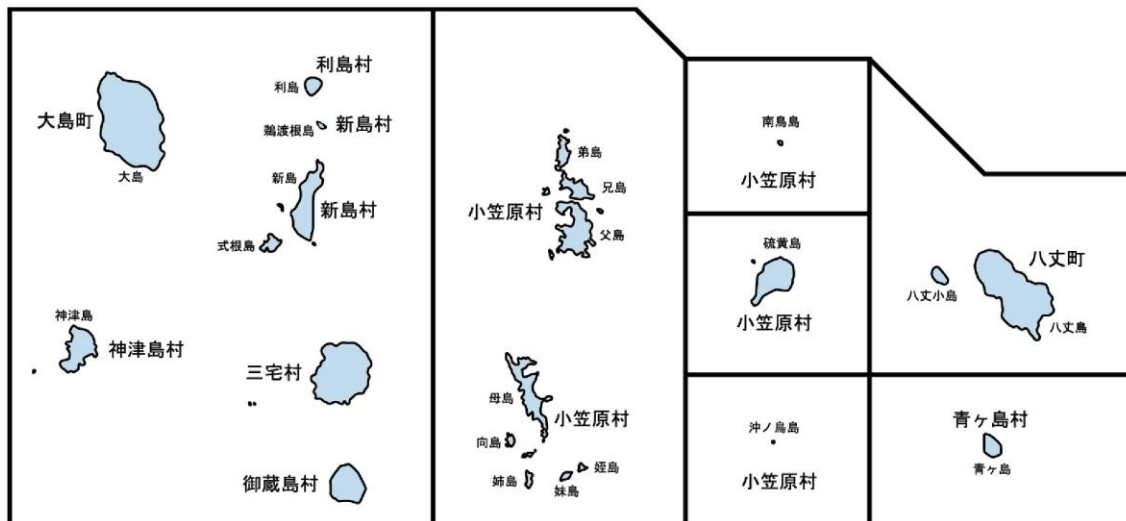 利島村
利島
大島町
大島
鵜渡根島
新島村
新島
新島村
式根島
神津島
神津島村
三宅村
御蔵島村
弟島
兄島
小笠原村
父島
母島
小笠原村
向島
姉島
妹島
姪島
南鳥島
小笠原村
硫黄島
小笠原村
沖ノ鳥島
小笠原村
八丈町
八丈小島
八丈島
青ヶ島村
青ヶ島